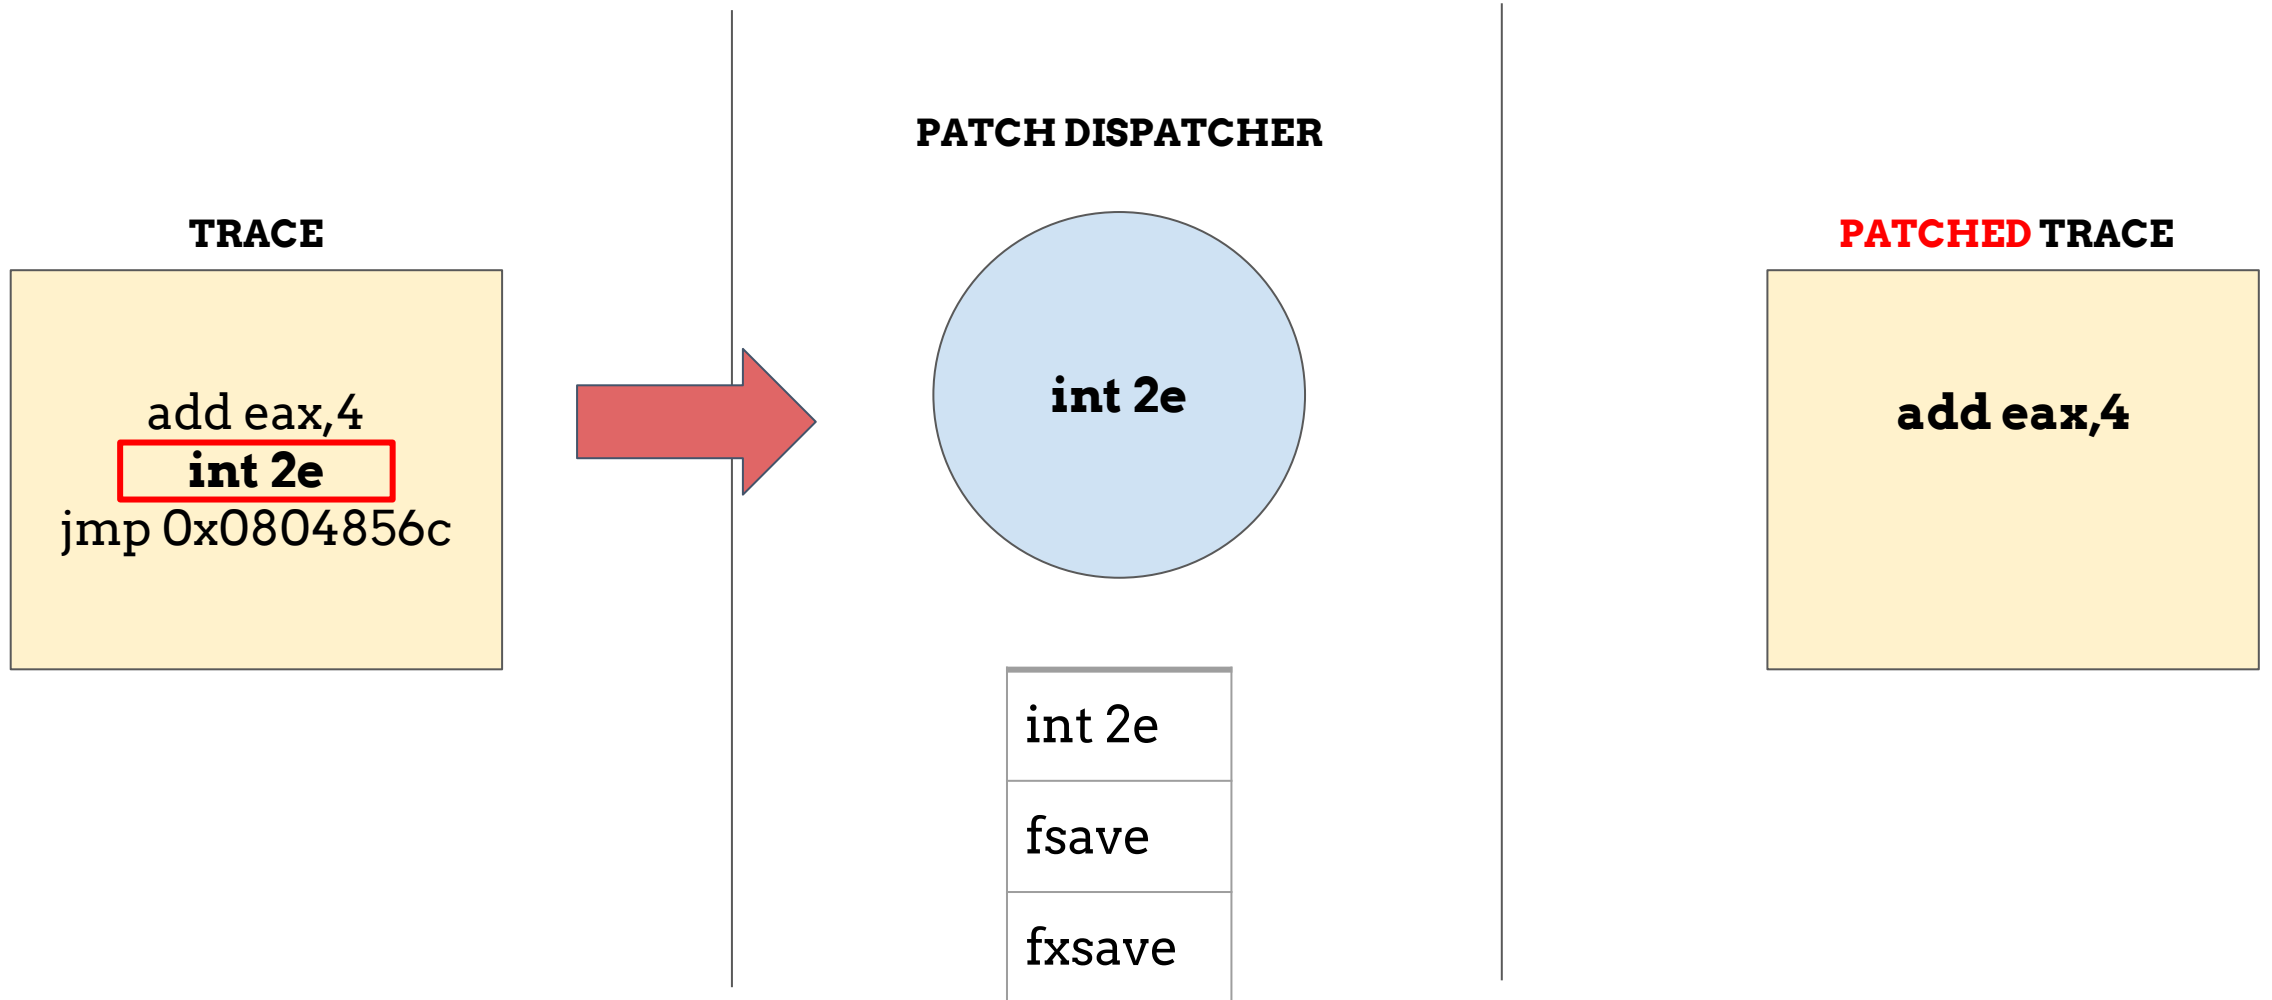 TRACE
add eax,4
int 2e
jmp 0x0804856c
PATCH DISPATCHER
int 2e
int 2e
fsave
fxsave
PATCHED TRACE
add eax,4